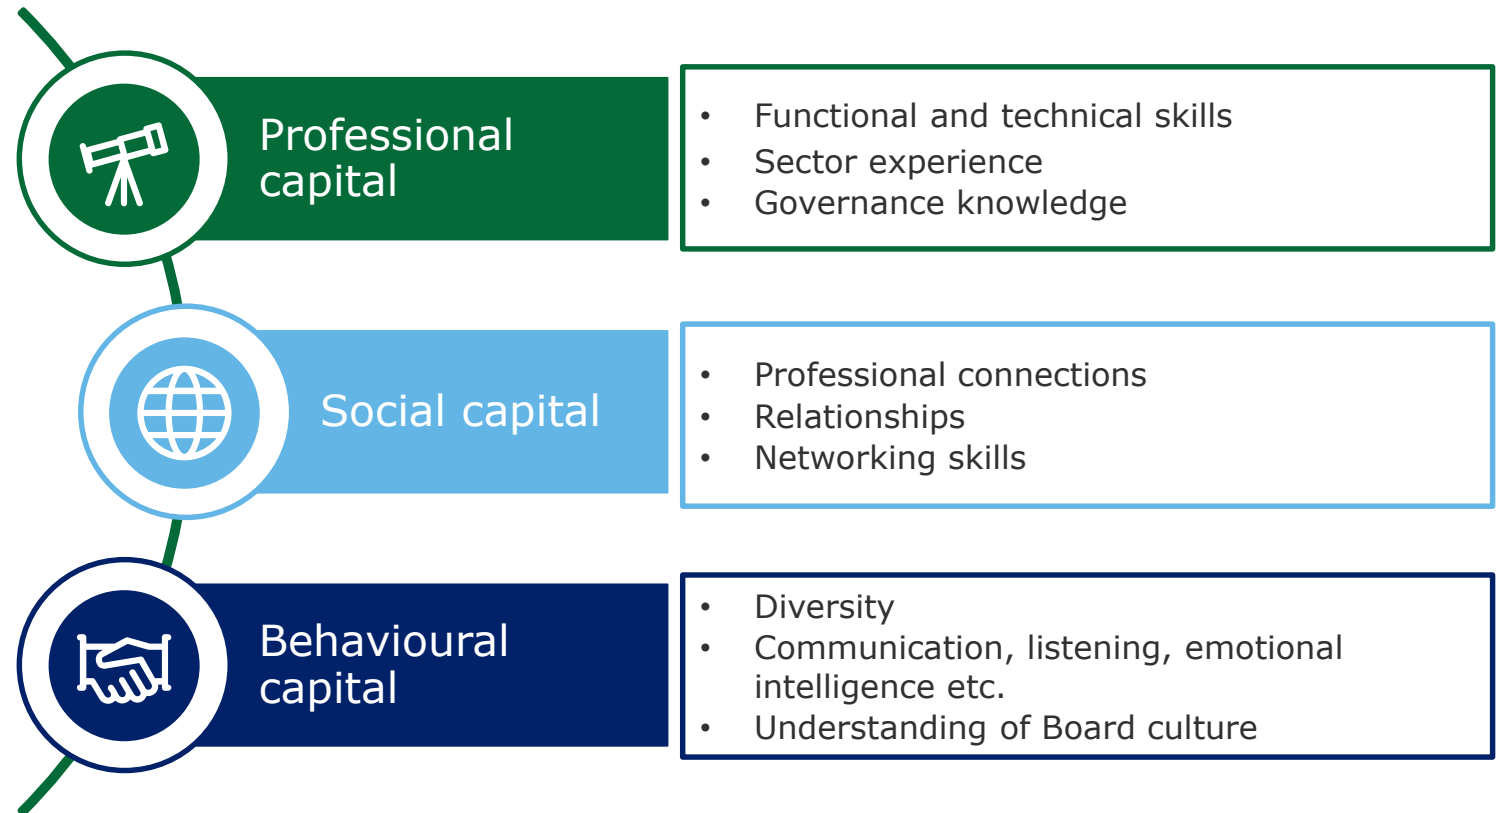 Professional
capital
• Functional and technical skills
• Sector experience
• Governance knowledge
Social capital
• Professional connections
• Relationships
• Networking skills
Behavioural
capital
• Diversity
• Communication, listening, emotional
intelligence etc.
• Understanding of Board culture